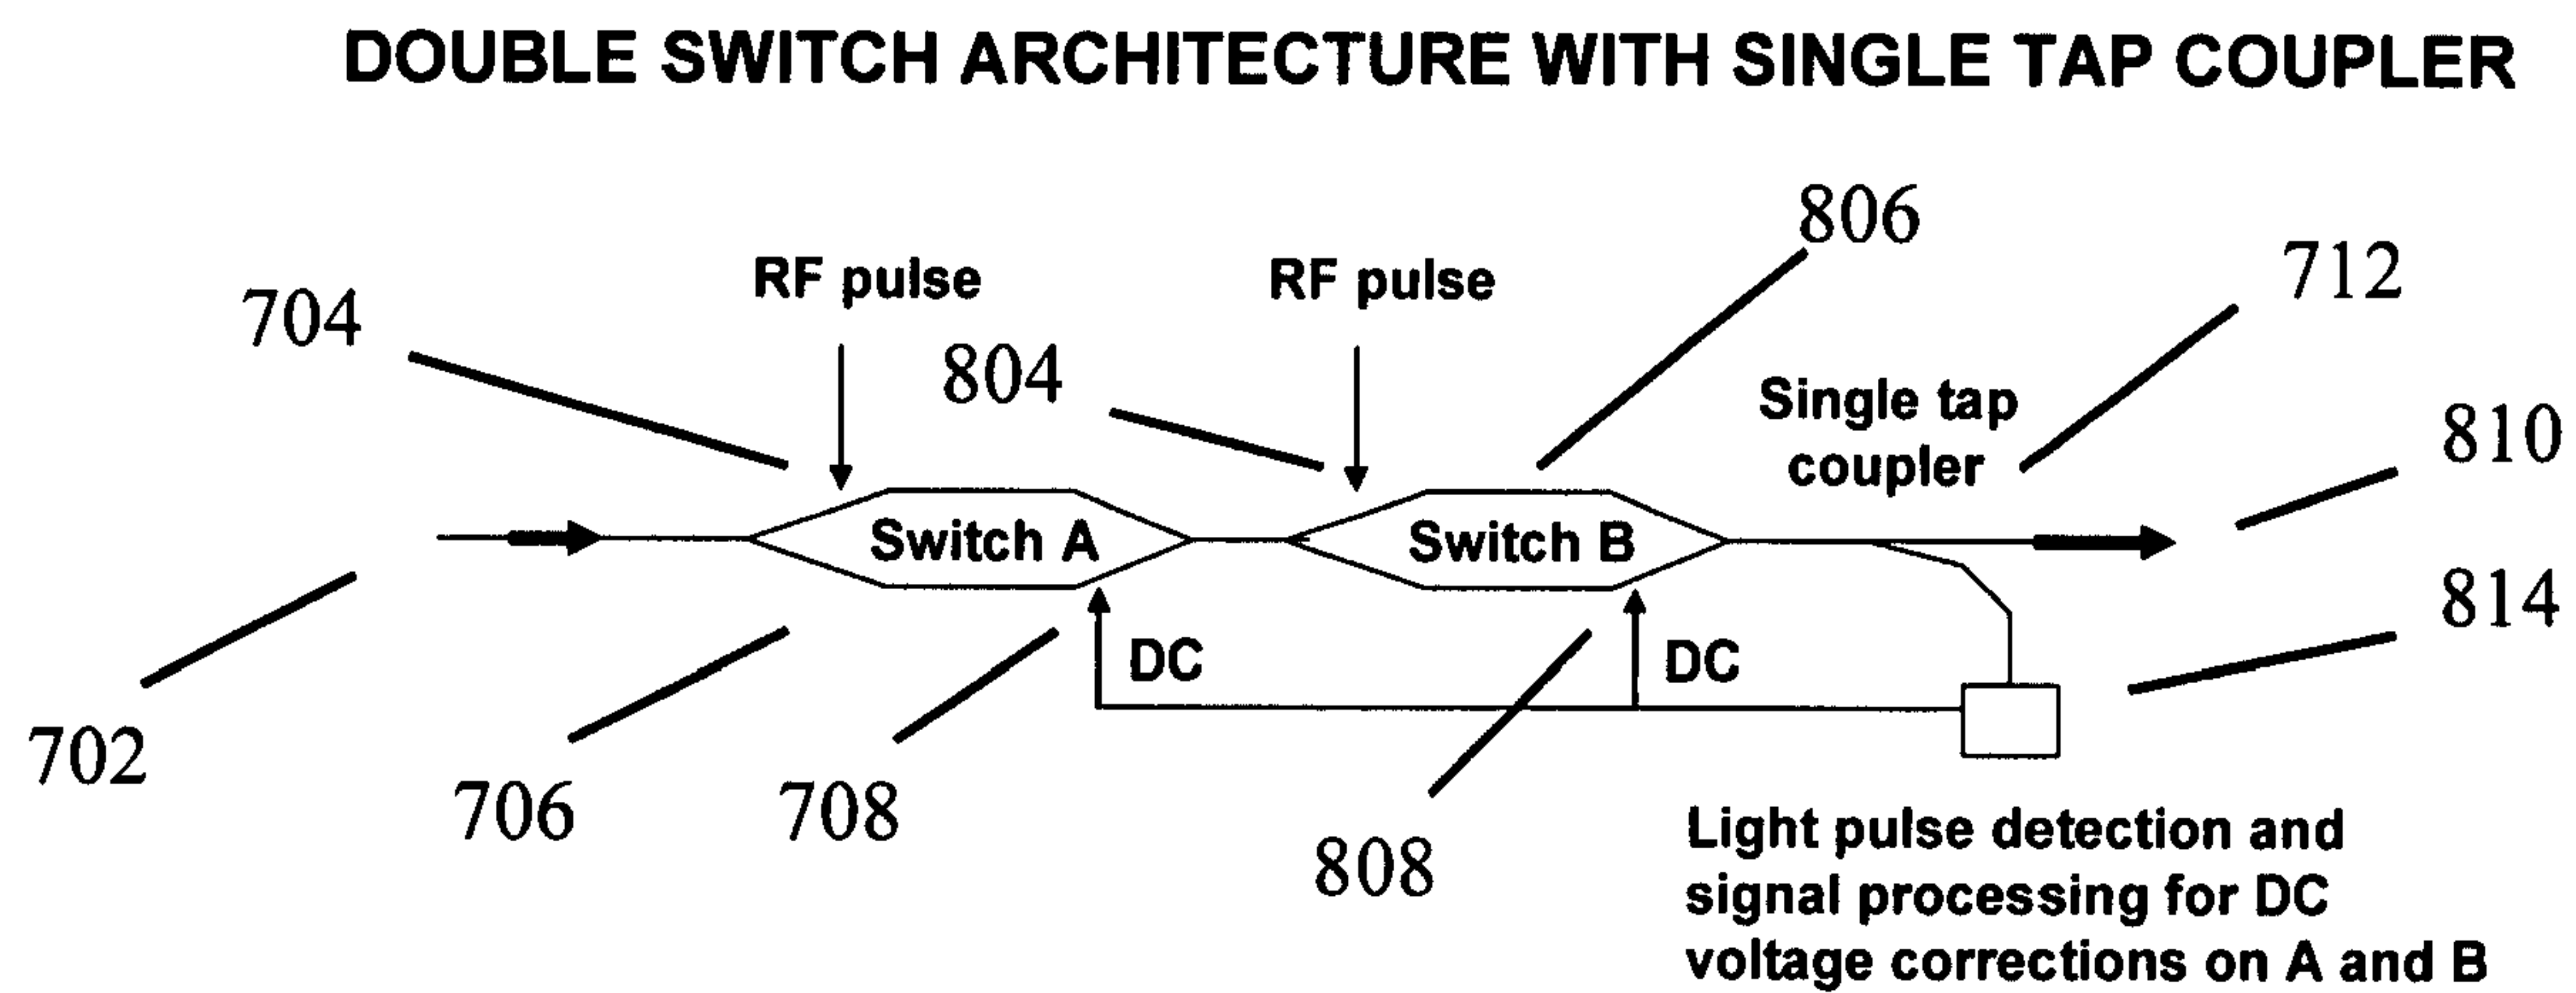 DOUBLE SWITCH ARCHITECTURE WITH SINGLE TAP COUPLER
806
712
RF pulse
RF pulse
704
804
Single tap
coupler
810
Switch A
Switch B
814
DC
DC
702
706
708
808
Light pulse detection and
signal processing for DC
voltage corrections on A and B